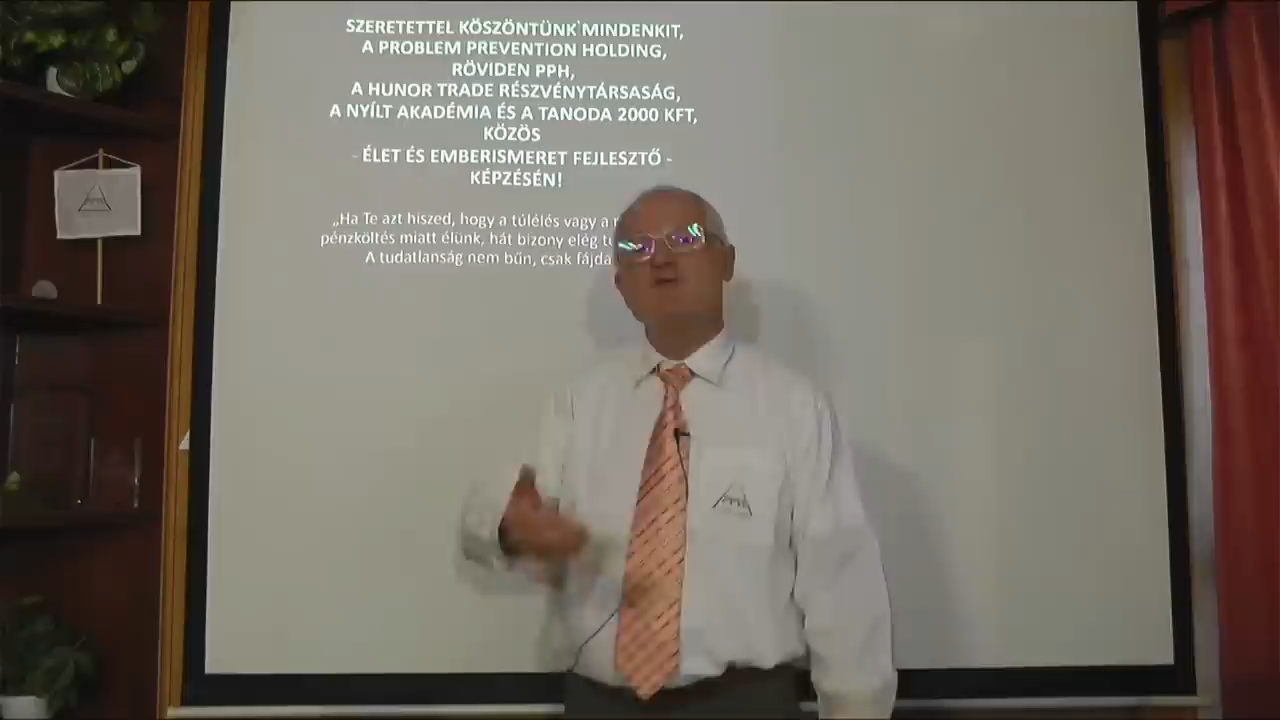 SZERETETTEL KÖSZÖNTÜNK MINDENKIT,
A PROBLEM PREVENTION HOLDING,
RÖVIDEN PPH,
A HUNOR TRADE RÉSZVÉNYTÁRSASÁG,
A NYÍLT AKADÉMIA ÉS A TANODA 2000 KFT,
KÖZÖS
- ÉLET ÉS EMBERISMERET FEJLESZTŐ -
KÉPZÉSÉN!
„Ha Te azt hiszed, hogy a túlélés vagy a
pénzköltés miatt élünk, hát bizony elég
A tudatlanság nem bűn, csak